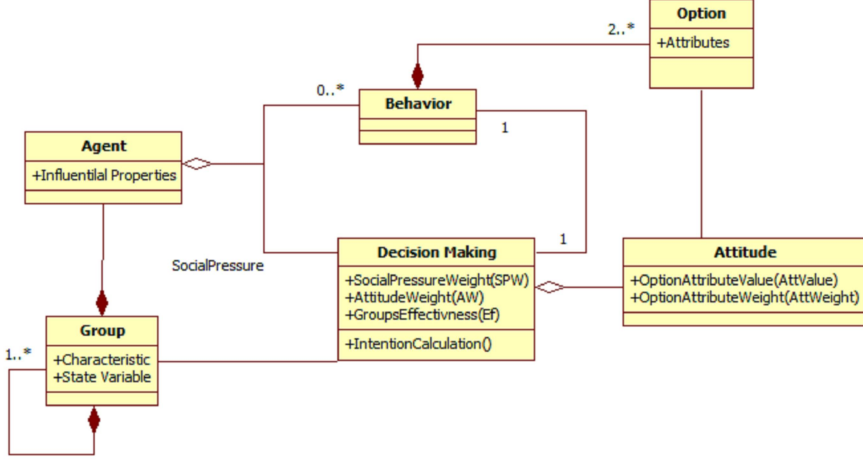 Option
+Attributes
2..*
0..*
Behavior
1
Agent
+Influentilal Properties
SocialPressure
Decision Making
+SocialPressureWeight(SPW)
+AttitudeWeight(AW)
+GroupsEffectivness(Ef)
+IntentionCalculation()
1
Attitude
+OptionAttributeValue(AttValue)
+OptionAttributeWeight(AttWeight)
Group
+Characteristic
+State Variable
1..*